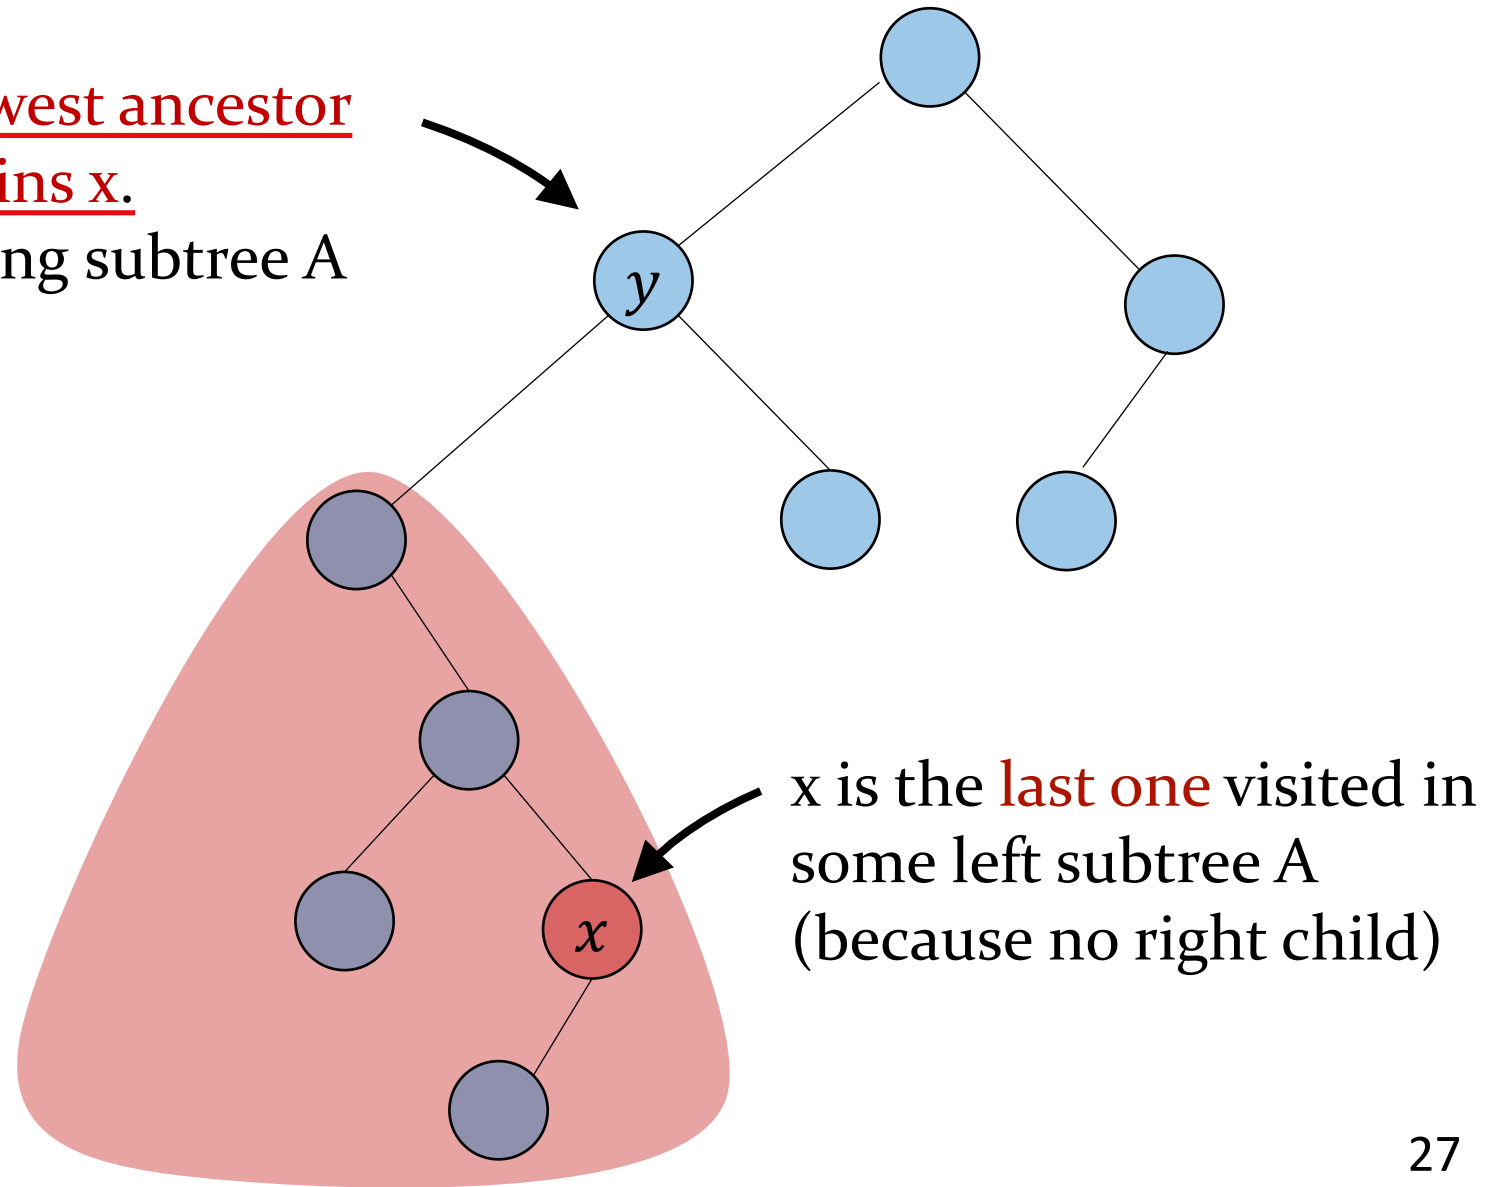 west ancestor
ins x.
ng subtree A
y
x is the last one visited in
some left subtree A
(because no right child)
x
27